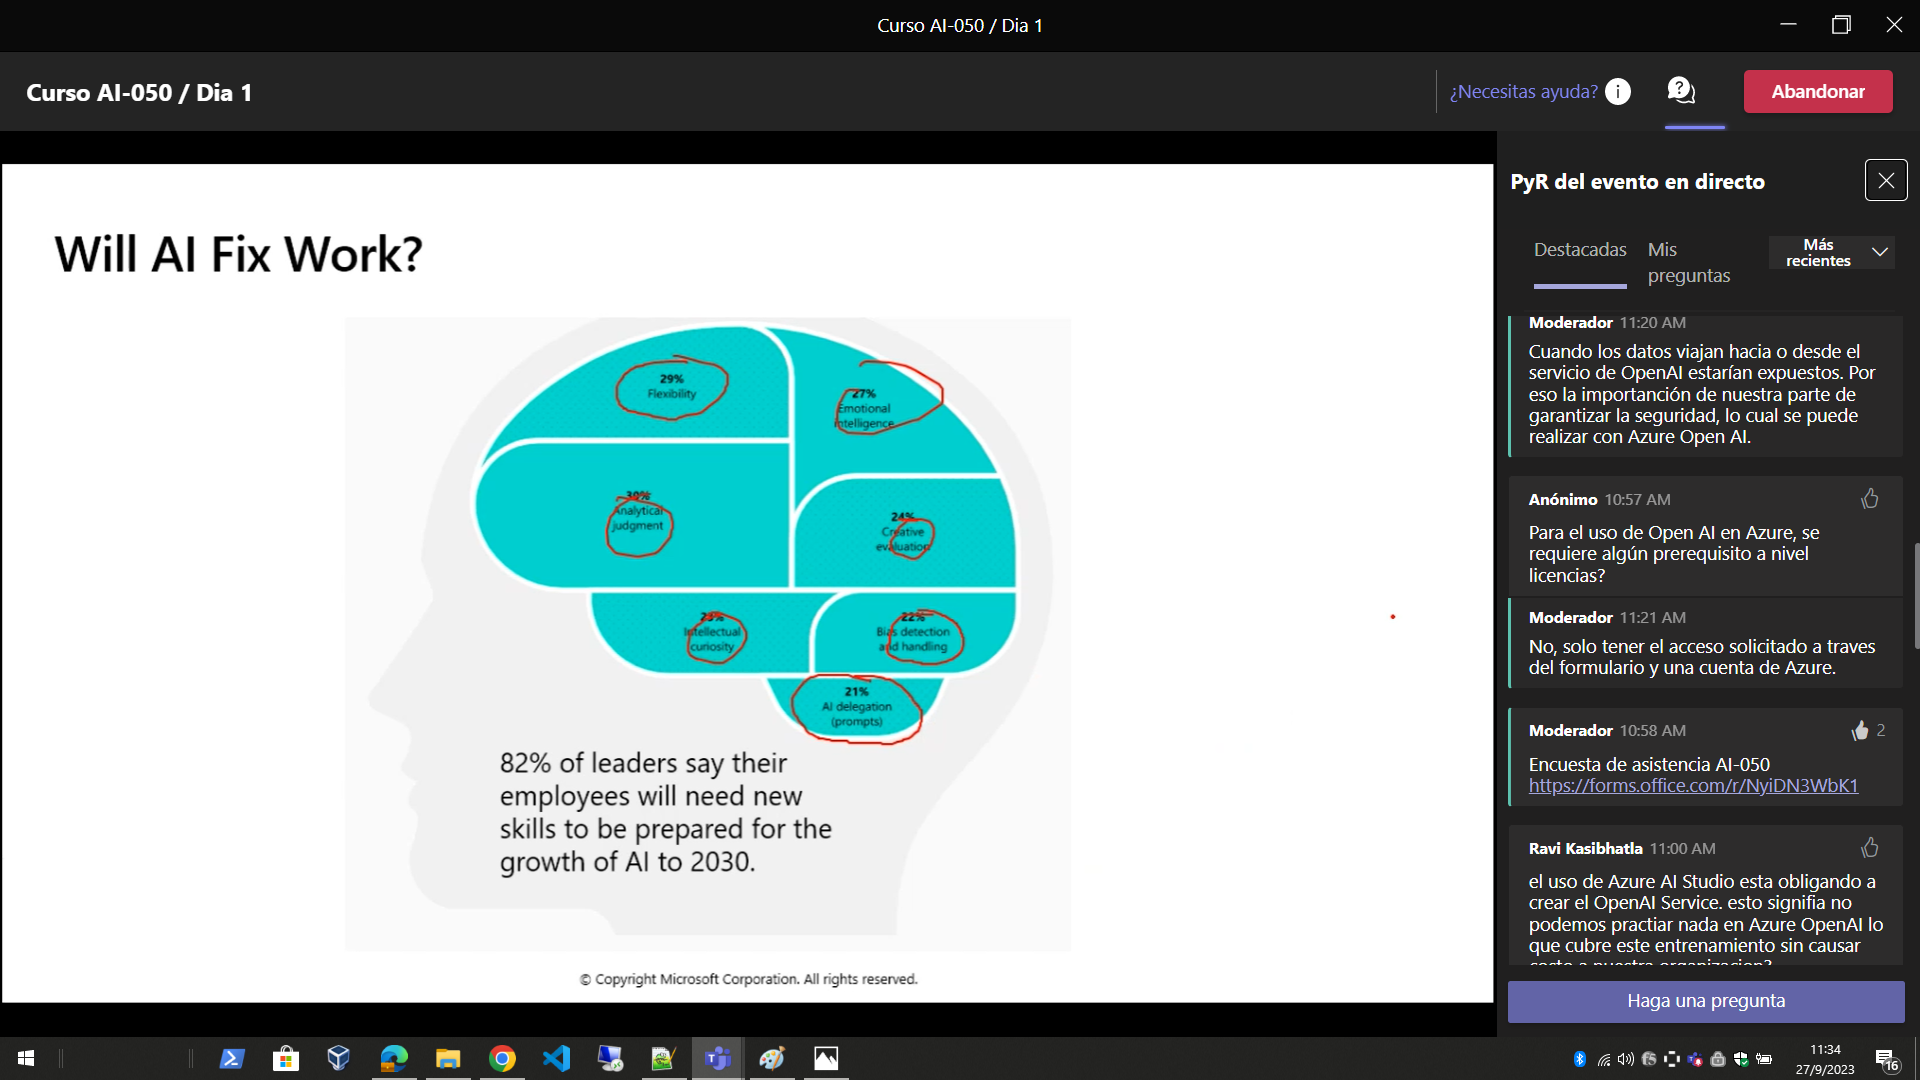 Curso AI-050 / Dia 1
Curso AI-050 / Dia 1
¿Necesitas ayuda?
Abandonar
Will AI Fix Work?
29%
Flexibility
27%
Emotional
intelligence
30%
Analytical
judgment
24%
Creative
evaluation
23%
Intellectual
curiosity
22%
Bias detection
and handling
21%
AI delegation
(prompts)
82% of leaders say their
employees will need new
skills to be prepared for the
growth of AI to 2030.
© Copyright Microsoft Corporation. All rights reserved.
PyR del evento en directo
Destacadas
Mis
preguntas
Más
recientes
Moderador 11:20 AM
Cuando los datos viajan hacia o desde el
servicio de OpenAI estarían expuestos. Por
eso la importanción de nuestra parte de
garantizar la seguridad, lo cual se puede
realizar con Azure Open AI.
Anónimo 10:57 AM
Para el uso de Open AI en Azure, se
requiere algún prerequisito a nivel
licencias?
Moderador 11:21 AM
No, solo tener el acceso solicitado a traves
del formulario y una cuenta de Azure.
Moderador 10:58 AM 2
Encuesta de asistencia AI-050
https://forms.office.com/r/NyiDN3WbK1
Ravi Kasibhatla 11:00 AM
el uso de Azure AI Studio esta obligando a
crear el OpenAI Service. esto signifia no
podemos practiar nada en Azure OpenAI lo
que cubre este entrenamiento sin causar
Haga una pregunta
11:34
27/9/2023
16